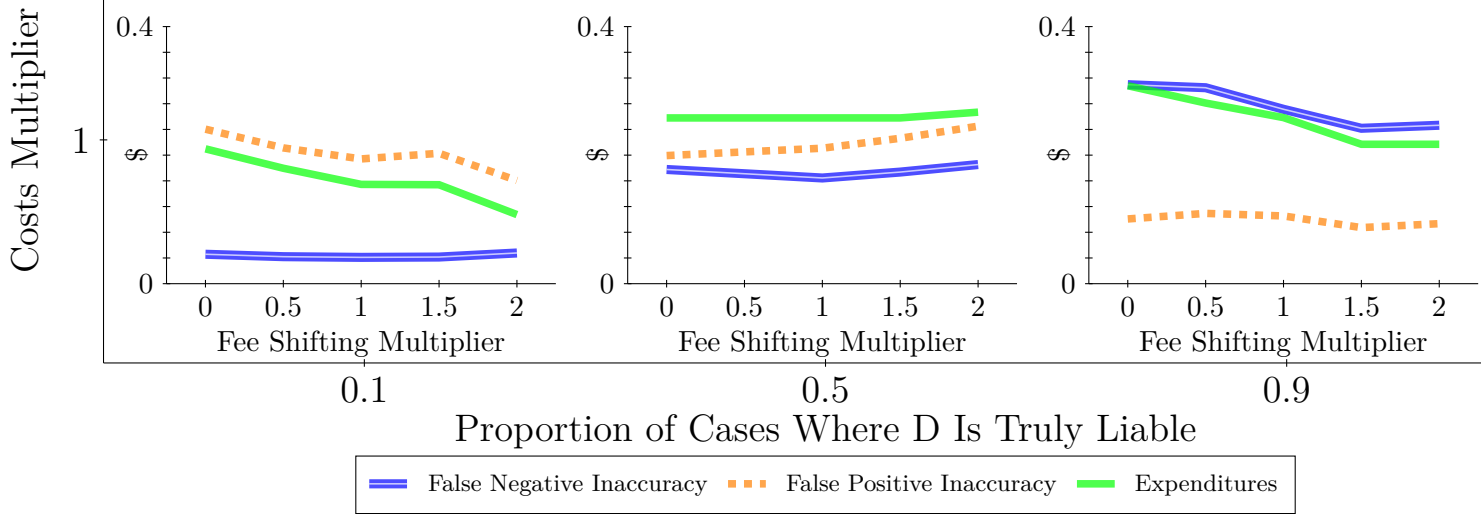 Costs Multiplier
1
0.4
$
0
0 0.5 1 1.5 2
Fee Shifting Multiplier
0.4
$
0
0 0.5 1 1.5 2
Fee Shifting Multiplier
0.4
$
0
0 0.5 1 1.5 2
Fee Shifting Multiplier
0.1 0.5 0.9
Proportion of Cases Where D Is Truly Liable
False Negative Inaccuracy False Positive Inaccuracy Expenditures